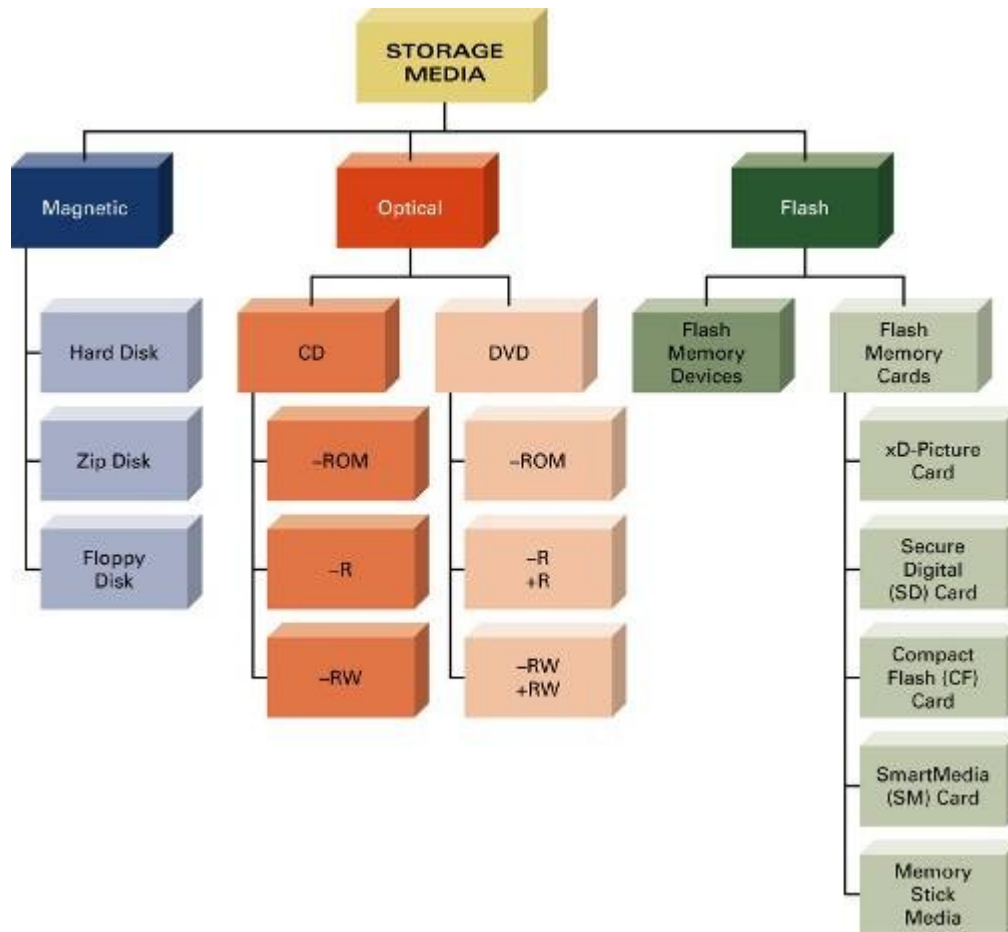 STORAGE
MEDIA
Magnetic
Optical
Flash
Hard Disk
Zip Disk
Floppy
Disk
CD
–ROM
–R
–RW
DVD
–ROM
–R
+R
–RW
+RW
Flash
Memory
Devices
Flash
Memory
Cards
xD-Picture
Card
Secure
Digital
(SD) Card
Compact
Flash (CF)
Card
SmartMedia
(SM) Card
Memory
Stick
Media